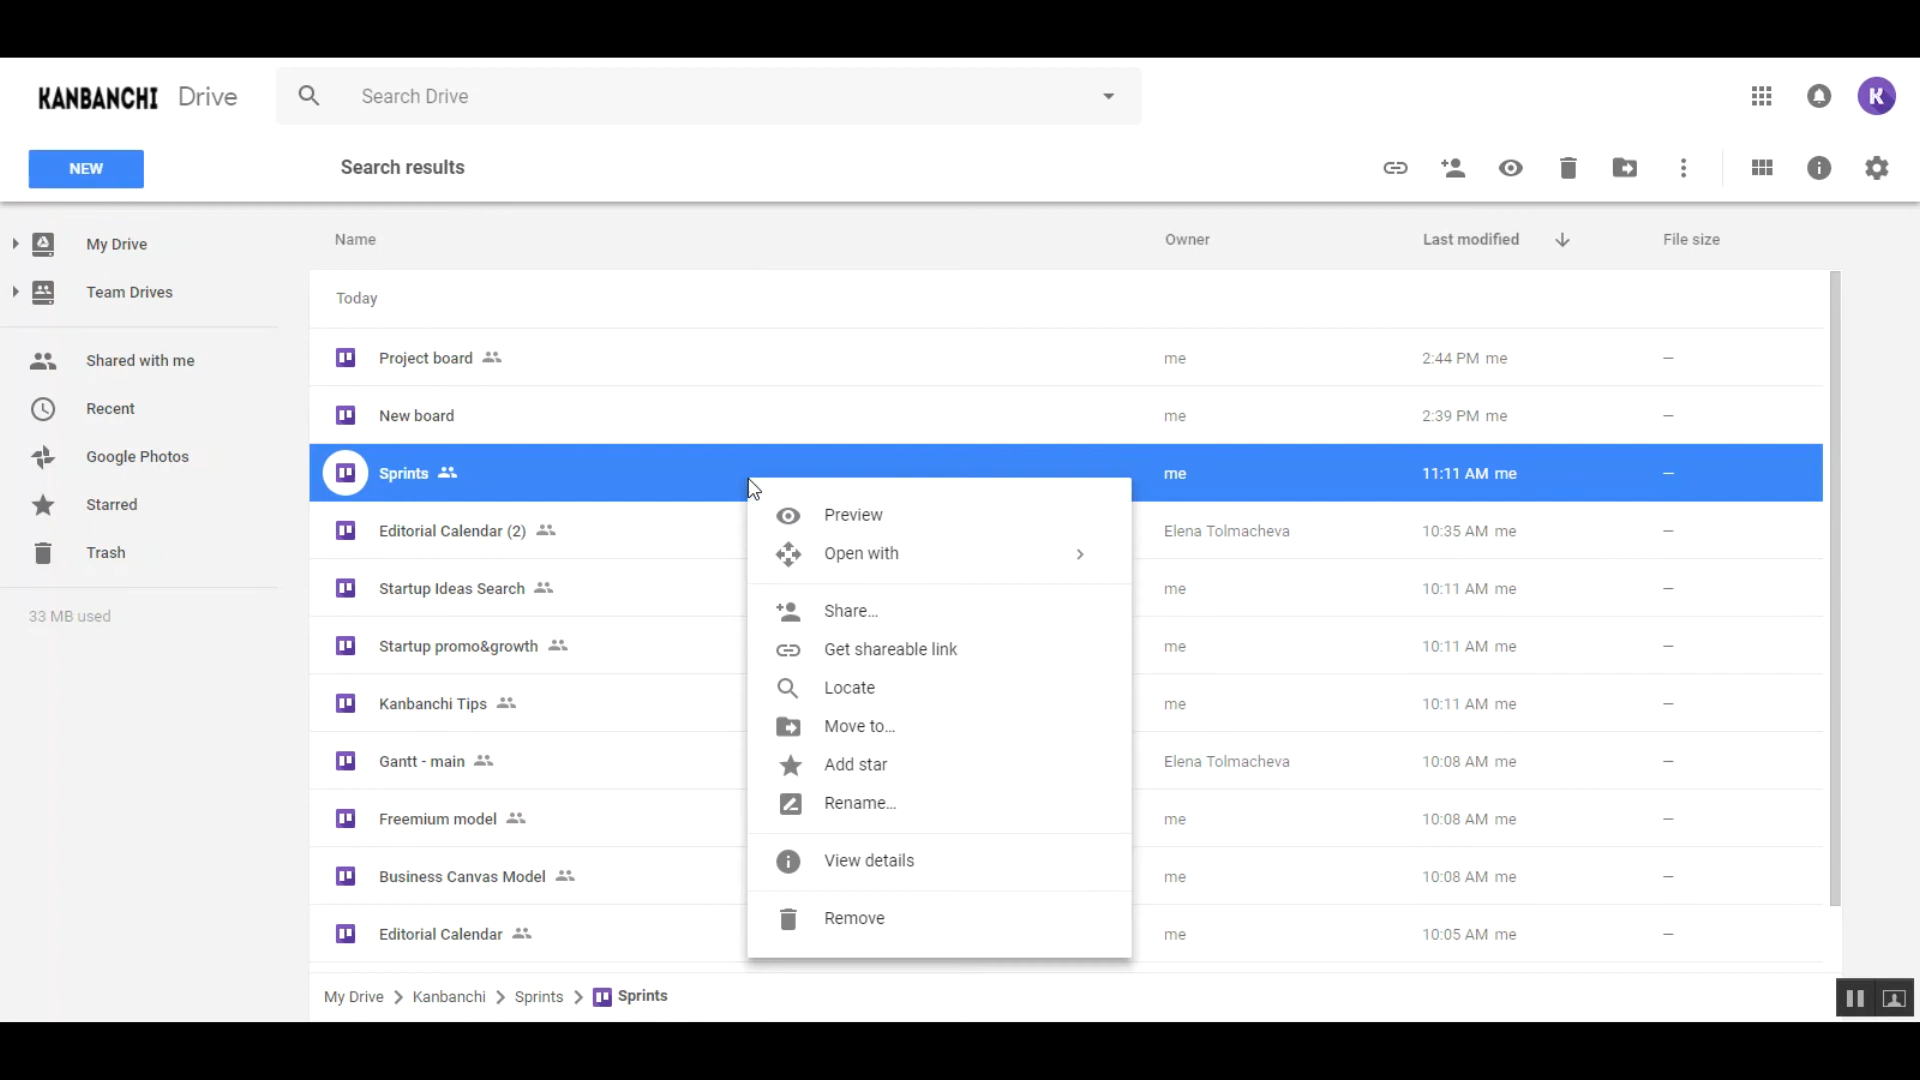 KANBANCHI Drive Search Drive K
NEW Search results
My Drive
Team Drives
Shared with me
Recent
Google Photos
Starred
Trash
33 MB used
Name Owner Last modified File size
Today
Project board me 2:44 PM me –
New board me 2:39 PM me –
Sprints me 11:11 AM me –
Editorial Calendar (2) Elena Tolmacheva 10:35 AM me –
Startup Ideas Search me 10:11 AM me –
Startup promo&growth me 10:11 AM me –
Kanbanchi Tips me 10:11 AM me –
Gantt - main Elena Tolmacheva 10:08 AM me –
Freemium model me 10:08 AM me –
Business Canvas Model me 10:08 AM me –
Editorial Calendar me 10:05 AM me –
Preview
Open with
Share...
Get shareable link
Locate
Move to...
Add star
Rename...
View details
Remove
My Drive > Kanbanchi > Sprints > Sprints